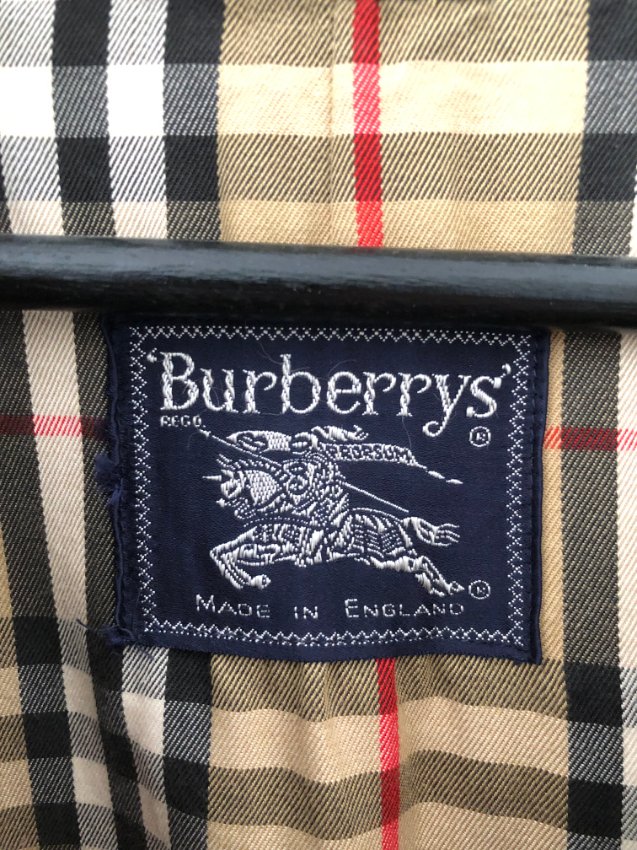 'Burberrys'
REGD. ®
PRORSUM
®
MADE IN ENGLAND